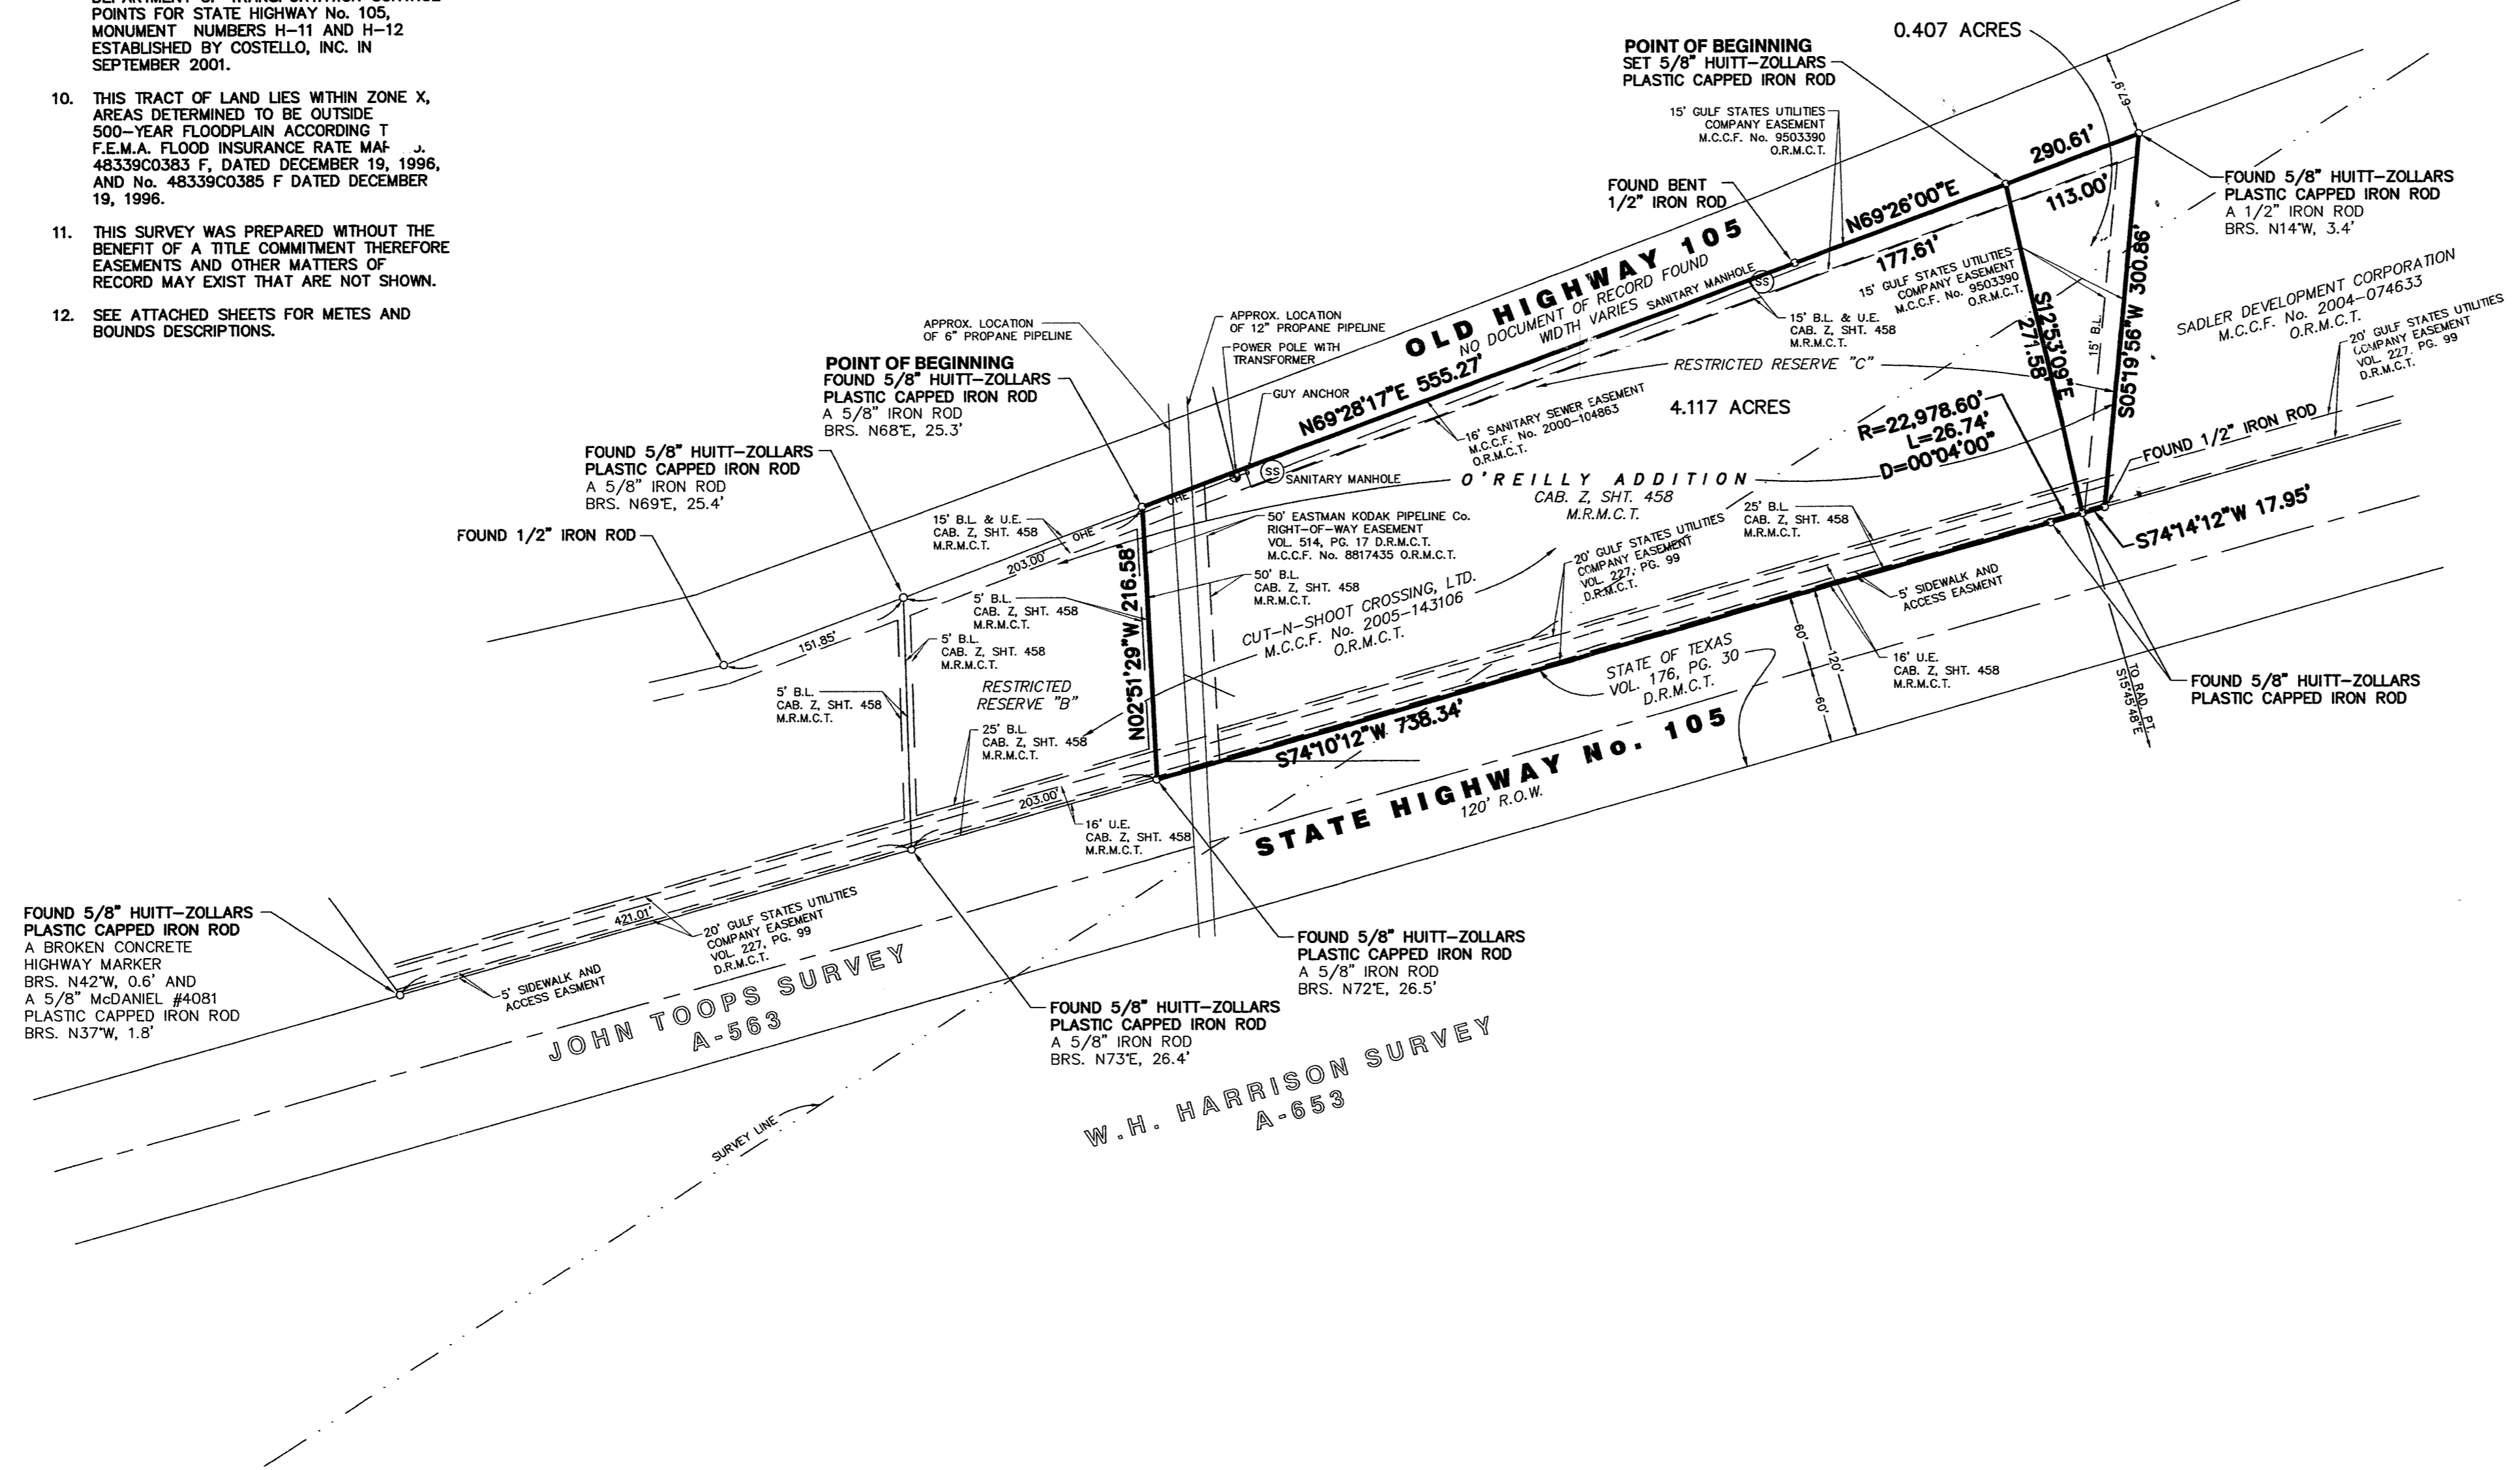 POINTS FOR STATE HIGHWAY No. 105,
MONUMENT NUMBERS H-11 AND H-12
ESTABLISHED BY COSTELLO, INC. IN
SEPTEMBER 2001.
10. THIS TRACT OF LAND LIES WITHIN ZONE X,
AREAS DETERMINED TO BE OUTSIDE
500-YEAR FLOODPLAIN ACCORDING T
F.E.M.A. FLOOD INSURANCE RATE MAP
48339C0383 F, DATED DECEMBER 19, 1996,
AND No. 48339C0385 F DATED DECEMBER
19, 1996.
11. THIS SURVEY WAS PREPARED WITHOUT THE
BENEFIT OF A TITLE COMMITMENT THEREFORE
EASEMENTS AND OTHER MATTERS OF
RECORD MAY EXIST THAT ARE NOT SHOWN.
12. SEE ATTACHED SHEETS FOR METES AND
BOUNDS DESCRIPTIONS.
0.407 ACRES
POINT OF BEGINNING
SET 5/8" HUITT-ZOLLARS
PLASTIC CAPPED IRON ROD
67.9'
15' GULF STATES UTILITIES
COMPANY EASEMENT
M.C.C.F. No. 9503390
O.R.M.C.T.
290.61'
113.00'
FOUND 5/8" HUITT-ZOLLARS
PLASTIC CAPPED IRON ROD
A 1/2" IRON ROD
BRS. N14°W, 3.4'
FOUND BENT
1/2" IRON ROD
N69°26'00"E
177.61'
OLD HIGHWAY 105
NO DOCUMENT OF RECORD FOUND
WIDTH VARIES
SANITARY MANHOLE
SS
15' GULF STATES UTILITIES
COMPANY EASEMENT
M.C.C.F. No. 9503390
O.R.M.C.T.
S12°53'09"E
271.58'
15' B.L.
S05°19'56"W 300.86'
SADLER DEVELOPMENT CORPORATION
M.C.C.F. No. 2004-074633
O.R.M.C.T.
20' GULF STATES UTILITIES
COMPANY EASEMENT
VOL. 227, PG. 99
D.R.M.C.T.
15' B.L. & U.E.
CAB. Z, SHT. 458
M.R.M.C.T.
APPROX. LOCATION
OF 6" PROPANE PIPELINE
APPROX. LOCATION
OF 12" PROPANE PIPELINE
POWER POLE WITH
TRANSFORMER
GUY ANCHOR
POINT OF BEGINNING
FOUND 5/8" HUITT-ZOLLARS
PLASTIC CAPPED IRON ROD
A 5/8" IRON ROD
BRS. N68°E, 25.3'
N69°28'17"E 555.27'
RESTRICTED RESERVE "C"
4.117 ACRES
16' SANITARY SEWER EASEMENT
M.C.C.F. No. 2000-104863
O.R.M.C.T.
R=22,978.60'
L=26.74'
D=00°04'00"
FOUND 1/2" IRON ROD
S74°14'12"W 17.95'
FOUND 5/8" HUITT-ZOLLARS
PLASTIC CAPPED IRON ROD
A 5/8" IRON ROD
BRS. N69°E, 25.4'
FOUND 1/2" IRON ROD
OHE
SS
SANITARY MANHOLE
O'REILLY ADDITION
CAB. Z, SHT. 458
M.R.M.C.T.
15' B.L. & U.E.
CAB. Z, SHT. 458
M.R.M.C.T.
OHE
203.00'
50' EASTMAN KODAK PIPELINE Co.
RIGHT-OF-WAY EASEMENT
VOL. 514, PG. 17 D.R.M.C.T.
M.C.C.F. No. 8817435 O.R.M.C.T.
25' B.L.
CAB. Z, SHT. 458
M.R.M.C.T.
20' GULF STATES UTILITIES
COMPANY EASEMENT
VOL. 227, PG. 99
D.R.M.C.T.
5' SIDEWALK AND
ACCESS EASMENT
50' B.L.
CAB. Z, SHT. 458
M.R.M.C.T.
5' B.L.
CAB. Z, SHT. 458
M.R.M.C.T.
N02°51'29"W 216.58'
CUT-N-SHOOT CROSSING, LTD.
M.C.C.F. No. 2005-143106
O.R.M.C.T.
151.85'
5' B.L.
CAB. Z, SHT. 458
M.R.M.C.T.
RESTRICTED
RESERVE "B"
5' B.L.
CAB. Z, SHT. 458
M.R.M.C.T.
25' B.L.
CAB. Z, SHT. 458
M.R.M.C.T.
STATE OF TEXAS
VOL. 176, PG. 30
D.R.M.C.T.
60'
120'
60'
16' U.E.
CAB. Z, SHT. 458
M.R.M.C.T.
TO RAD. PT.
S15°45'48"E
FOUND 5/8" HUITT-ZOLLARS
PLASTIC CAPPED IRON ROD
S74°10'12"W 738.34'
STATE HIGHWAY No. 105
120' R.O.W.
203.00'
16' U.E.
CAB. Z, SHT. 458
M.R.M.C.T.
FOUND 5/8" HUITT-ZOLLARS
PLASTIC CAPPED IRON ROD
A BROKEN CONCRETE
HIGHWAY MARKER
BRS. N42°W, 0.6' AND
A 5/8" McDANIEL #4081
PLASTIC CAPPED IRON ROD
BRS. N37°W, 1.8'
421.01'
20' GULF STATES UTILITIES
COMPANY EASEMENT
VOL. 227, PG. 99
D.R.M.C.T.
5' SIDEWALK AND
ACCESS EASMENT
JOHN TOOPS SURVEY
A-563
FOUND 5/8" HUITT-ZOLLARS
PLASTIC CAPPED IRON ROD
A 5/8" IRON ROD
BRS. N72°E, 26.5'
FOUND 5/8" HUITT-ZOLLARS
PLASTIC CAPPED IRON ROD
A 5/8" IRON ROD
BRS. N73°E, 26.4'
W.H. HARRISON SURVEY
A-653
SURVEY LINE